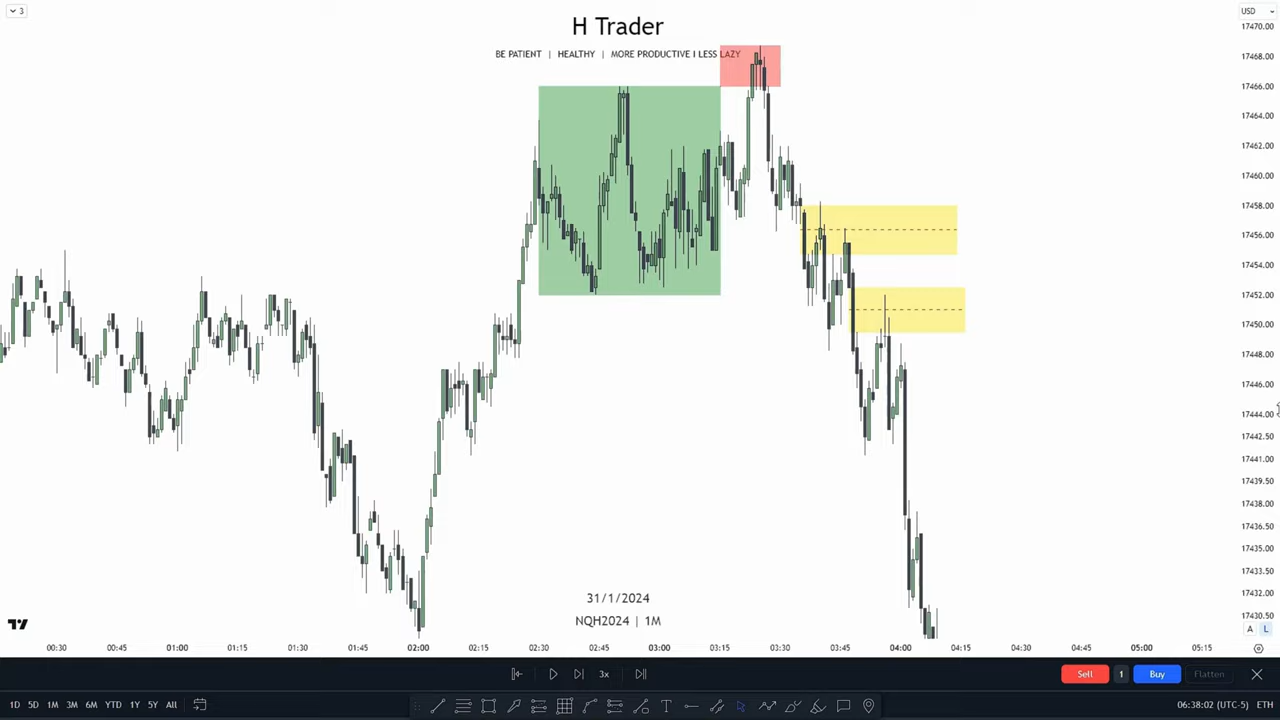 3
H Trader
USD
BE PATIENT | HEALTHY | MORE PRODUCTIVE I LESS LAZY
17470.00
17468.00
17466.00
17464.00
17462.00
17460.00
17458.00
17456.00
17454.00
17452.00
17450.00
17448.00
17446.00
17444.00
17442.50
17441.00
17439.50
17438.00
17436.50
17435.00
17433.50
17432.00
17430.50
31/1/2024
NQH2024 | 1M
A L
00:30 00:45 01:00 01:15 01:30 01:45 02:00 02:15 02:30 02:45 03:00 03:15 03:30 03:45 04:00 04:15 04:30 04:45 05:00 05:15
3x
Sell 1 Buy Flatten
1D 5D 1M 3M 6M YTD 1Y 5Y All
06:38:02 (UTC-5) ETH